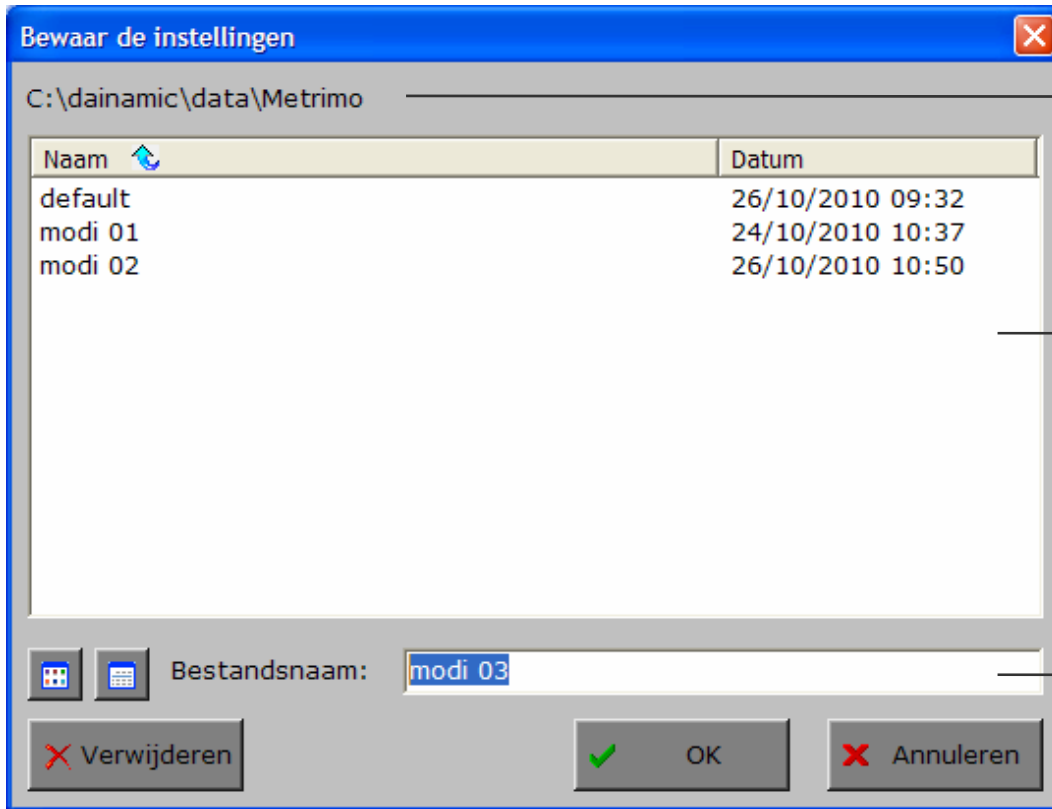 Bewaar de instellingen
C:\dainamic\data\Metrimo
Naam Datum
default 26/10/2010 09:32
modi 01 24/10/2010 10:37
modi 02 26/10/2010 10:50
Bestandsnaam: modi 03
Verwijderen OK Annuleren